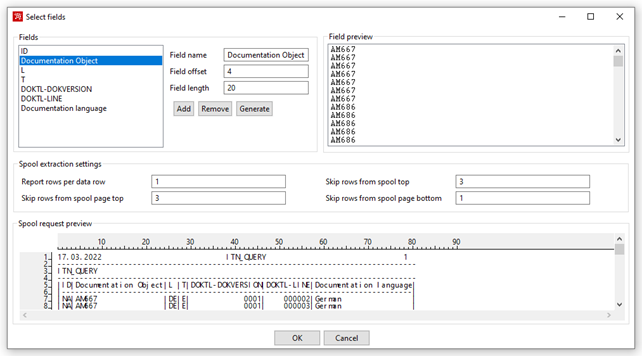 Select fields
Fields
ID
Documentation Object
L
T
DOKTL-DOKVERSION
DOKTL-LINE
Documentation language
Field name Documentation Object
Field offset 4
Field length 20
Add Remove Generate
Field preview
AM667
AM667
AM667
AM667
AM667
AM667
AM667
AM686
AM686
AM686
AM686
Spool extraction settings
Report rows per data row 1
Skip rows from spool top 3
Skip rows from spool page top 3
Skip rows from spool page bottom 1
Spool request preview
10 20 30 40 50 60 70 80 90
1 17.03.2022 ITN_QUERY 1
2 --------------------------------------------------------------------------------
3 ITN_QUERY
4 --------------------------------------------------------------------------------
5 |ID|Documentation Object|L |T|DOKTL-DOKVERSION|DOKTL-LINE|Documentation language|
6 --------------------------------------------------------------------------------
7 |NA|AM667 |DE|E| 0001| 000002|German
8 |NA|AM667 |DE|E| 0001| 000003|German
OK Cancel